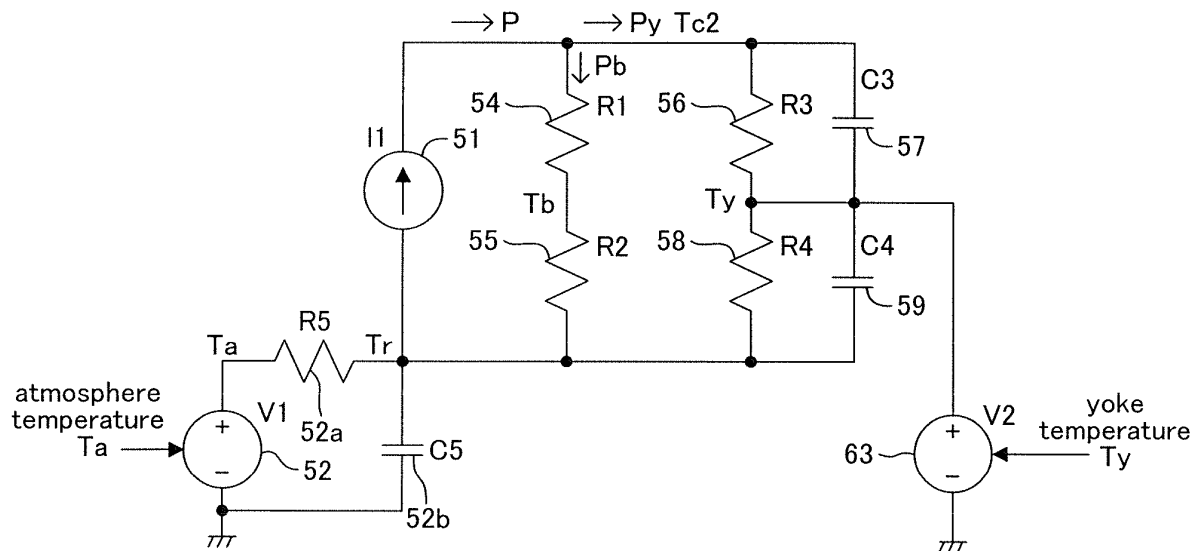 P
Py Tc2
Pb
C3
54
R1
56
R3
I1
51
57
Tb
Ty
55
R2
58
R4
C4
59
R5
Ta
Tr
atmosphere
temperature
Ta
V1
52a
52
C5
52b
63
V2
yoke
temperature
Ty
+
−
+
−